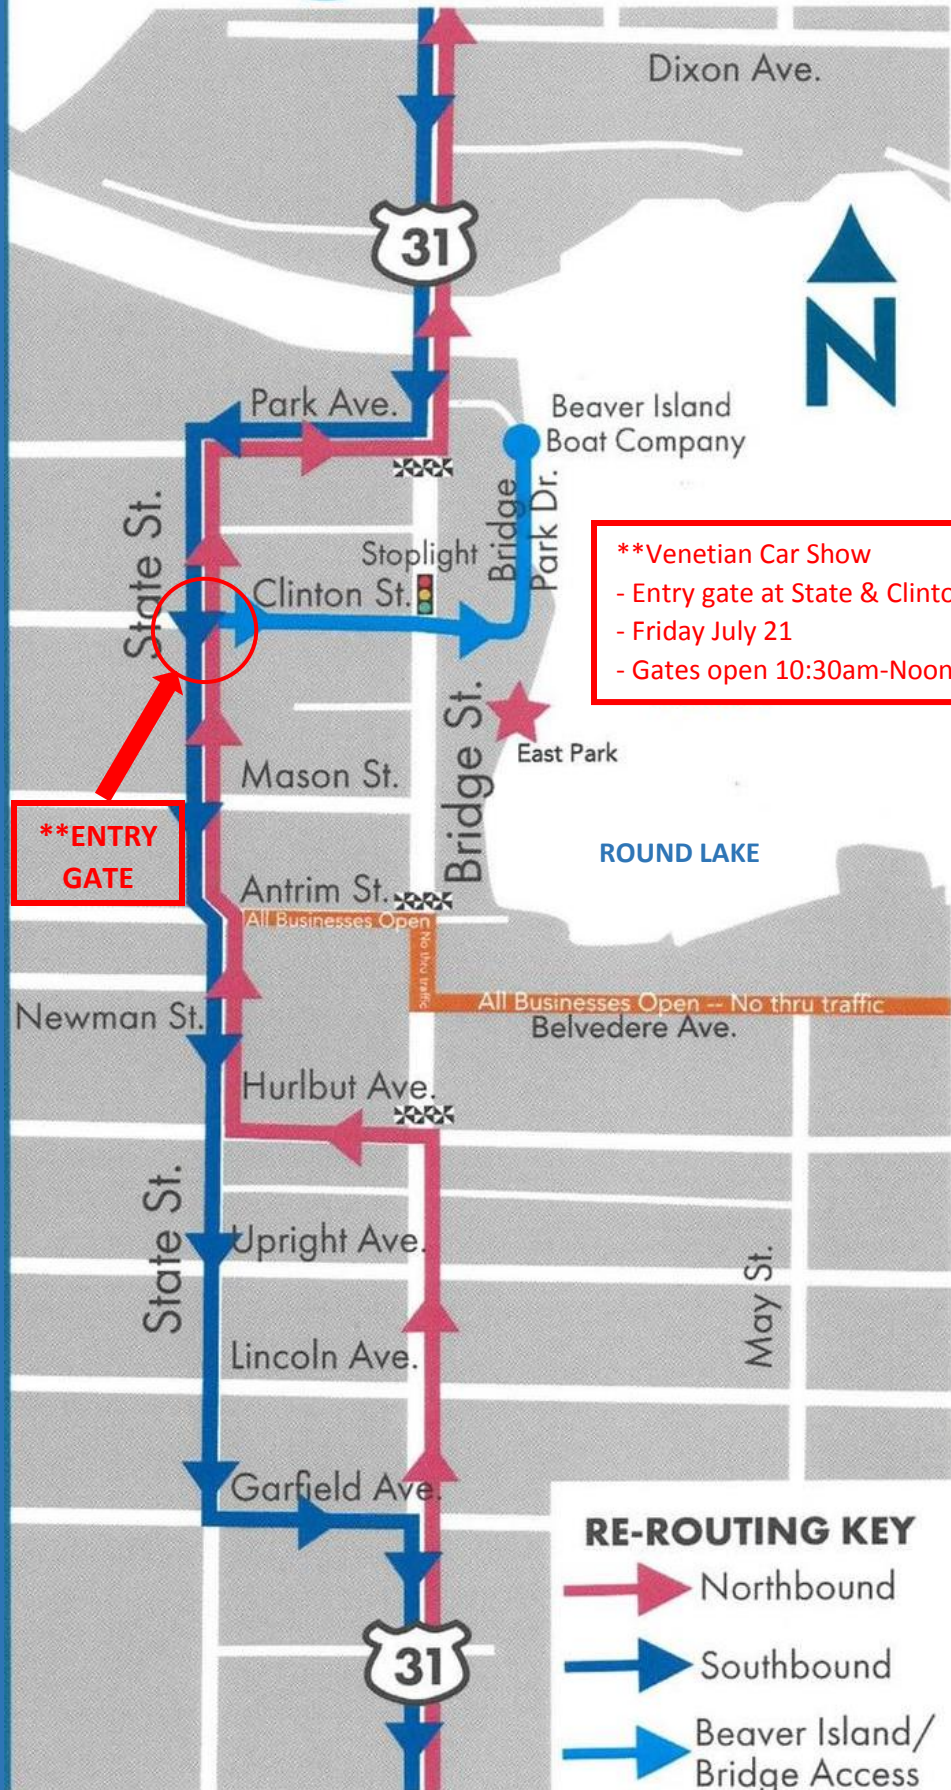 Dixon Ave.
31
N
Park Ave.
Beaver Island
Boat Company
State St.
Bridge
Park Dr.
Stoplight
Clinton St.
**Venetian Car Show
- Entry gate at State & Clinto
- Friday July 21
- Gates open 10:30am-Noon
Bridge St.
East Park
Mason St.
**ENTRY
GATE
ROUND LAKE
Antrim St.
All Businesses Open
No thru traffic
All Businesses Open -- No thru traffic
Newman St.
Belvedere Ave.
Hurlbut Ave.
State St.
Upright Ave.
May St.
Lincoln Ave.
Garfield Ave.
31
RE-ROUTING KEY
Northbound
Southbound
Beaver Island/
Bridge Access